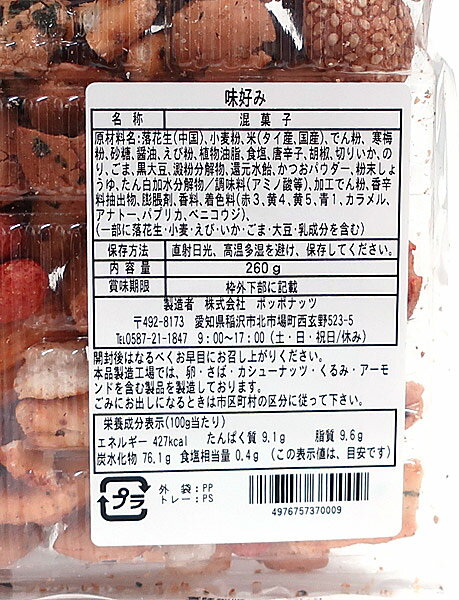 味好み
名称 混菓子
原材料名:落花生(中国)、小麦粉、米(タイ産、国産)、でん粉、寒梅
粉、砂糖、醤油、えび粉、植物油脂、食塩、唐辛子、胡椒、切りいか、の
り、ごま、黒大豆、澱粉分解物、還元水飴、かつおパウダー、粉末しょ
うゆ、たん白加水分解物/調味料(アミノ酸等)、加工でん粉、香辛
料抽出物、膨脹剤、香料、着色料(赤3、黄4、黄5、青1、カラメル、
アナトー、パプリカ、ベニコウジ)、
(一部に落花生・小麦・えび・いか・ごま・大豆・乳成分を含む)
保存方法 直射日光、高温多湿を避け、保存してください。
内容量 260g
賞味期限 枠外下部に記載
製造者 株式会社 ポッポナッツ
〒492-8173 愛知県稲沢市北市場町西玄野523-5
℡0587-21-1847 9:00〜17:00(土・日・祝日/休み)
開封後はなるべくお早目にお召し上がりください。
本品製造工場では、卵・さば・カシューナッツ・くるみ・アーモ
ンドを含む製品を製造しております。
ごみにお出しになるときは市区町村の区分に従って下さい。
栄養成分表示(100g当たり)
エネルギー 427kcal たんぱく質 9.1g 脂質 9.6g
炭水化物 76.1g 食塩相当量 0.4g (この表示値は、目安です)
プラ
外袋:PP
トレー:PS
4976757370009